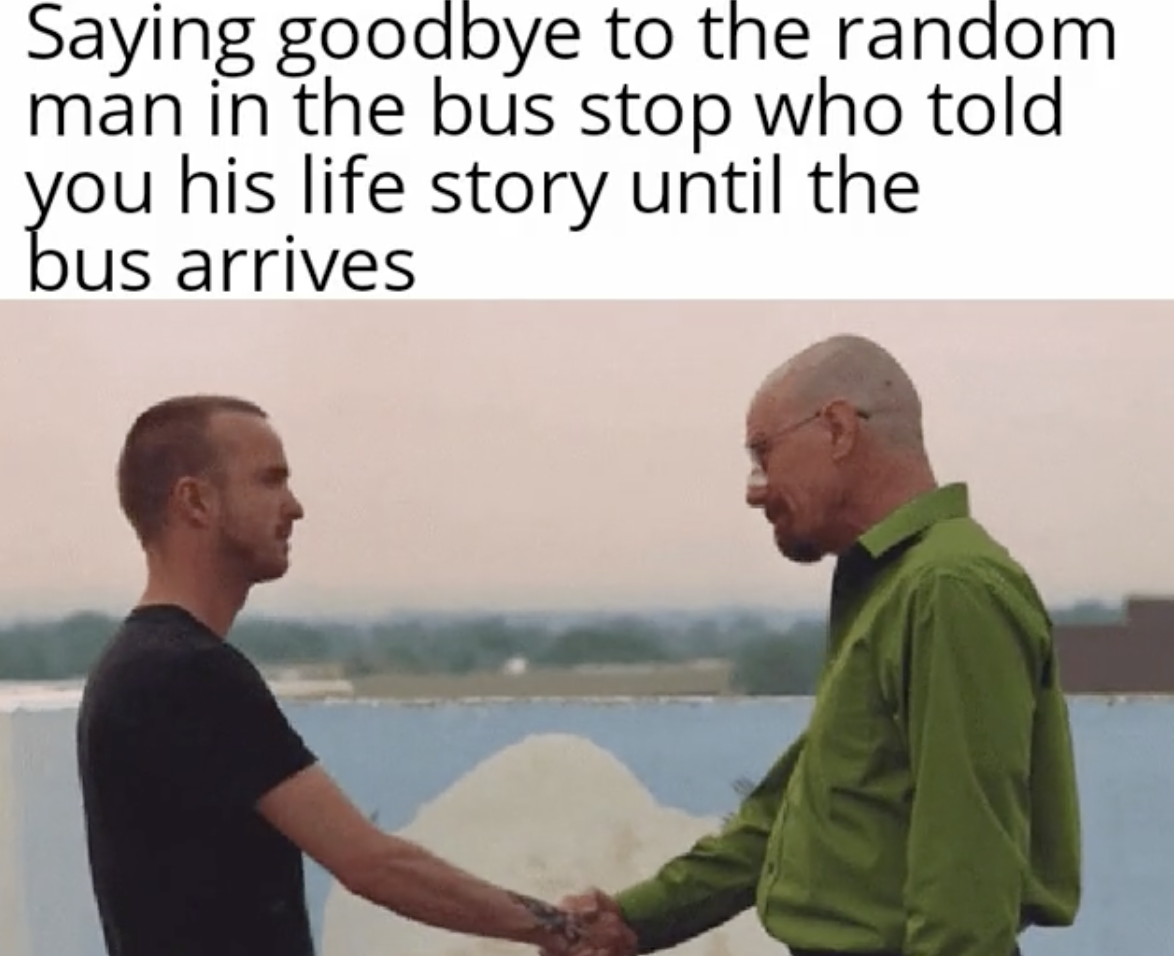 Saying goodbye to the random
man in the bus stop who told
you his life story until the
bus arrives